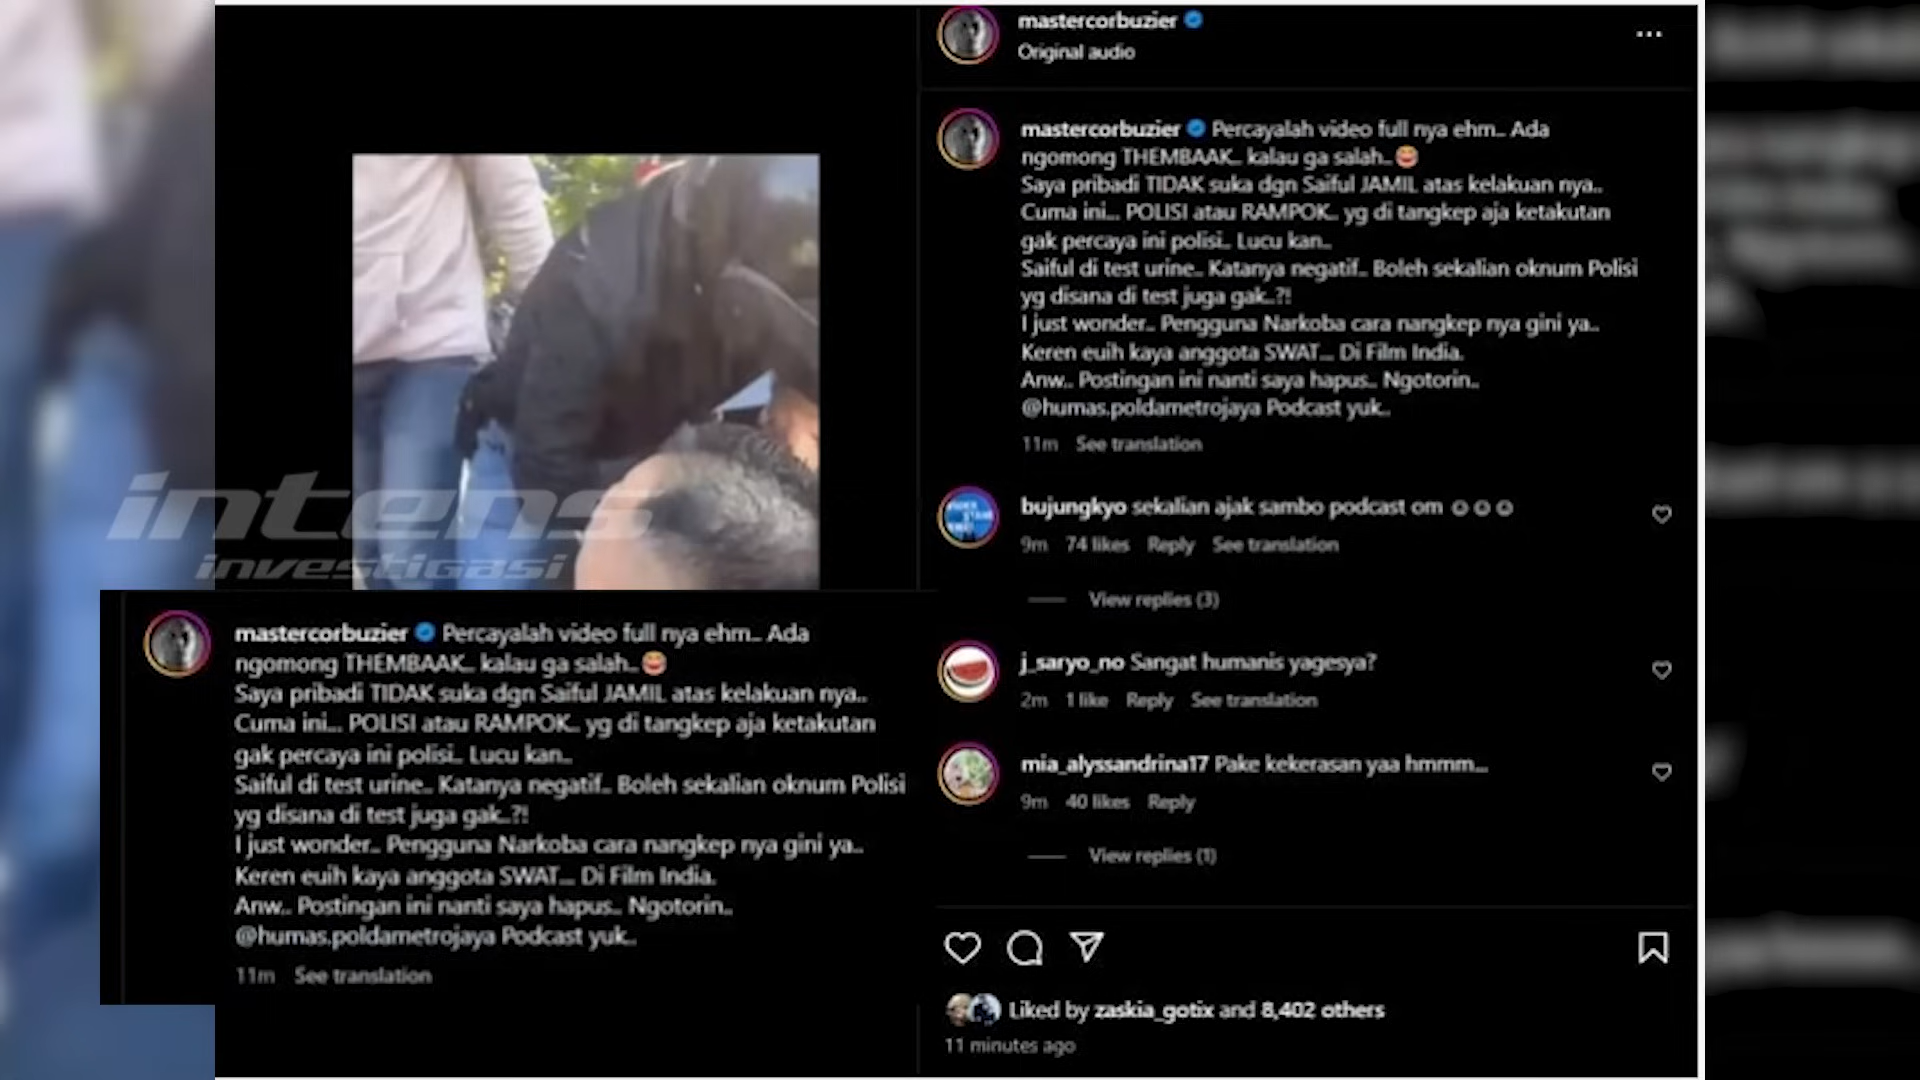 mastercorbuzier
Original audio
mastercorbuzier Percayalah video full nya ehm.. Ada
ngomong THEMBAAK.. kalau ga salah..😆
Saya pribadi TIDAK suka dgn Saiful JAMIL atas kelakuan nya..
Cuma ini... POLISI atau RAMPOK.. yg di tangkep aja ketakutan
gak percaya ini polisi.. Lucu kan..
Saiful di test urine.. Katanya negatif.. Boleh sekalian oknum Polisi
yg disana di test juga gak..?!
I just wonder.. Pengguna Narkoba cara nangkep nya gini ya..
Keren euih kaya anggota SWAT... Di Film India.
Anw.. Postingan ini nanti saya hapus.. Ngotorin..
@humas.poldametrojaya Podcast yuk..
11m See translation
bujungkyo sekalian ajak sambo podcast om ☺☺☺
9m 74 likes Reply See translation
View replies (3)
j_saryo_no Sangat humanis yagesya?
2m 1 like Reply See translation
mia_alyssandrina17 Pake kekerasan yaa hmmm...
9m 40 likes Reply
View replies (1)
Liked by zaskia_gotix and 8,402 others
11 minutes ago
intens
investigasi
mastercorbuzier Percayalah video full nya ehm.. Ada
ngomong THEMBAAK.. kalau ga salah..😆
Saya pribadi TIDAK suka dgn Saiful JAMIL atas kelakuan nya..
Cuma ini... POLISI atau RAMPOK.. yg di tangkep aja ketakutan
gak percaya ini polisi.. Lucu kan..
Saiful di test urine.. Katanya negatif.. Boleh sekalian oknum Polisi
yg disana di test juga gak..?!
I just wonder.. Pengguna Narkoba cara nangkep nya gini ya..
Keren euih kaya anggota SWAT... Di Film India.
Anw.. Postingan ini nanti saya hapus.. Ngotorin..
@humas.poldametrojaya Podcast yuk..
11m See translation